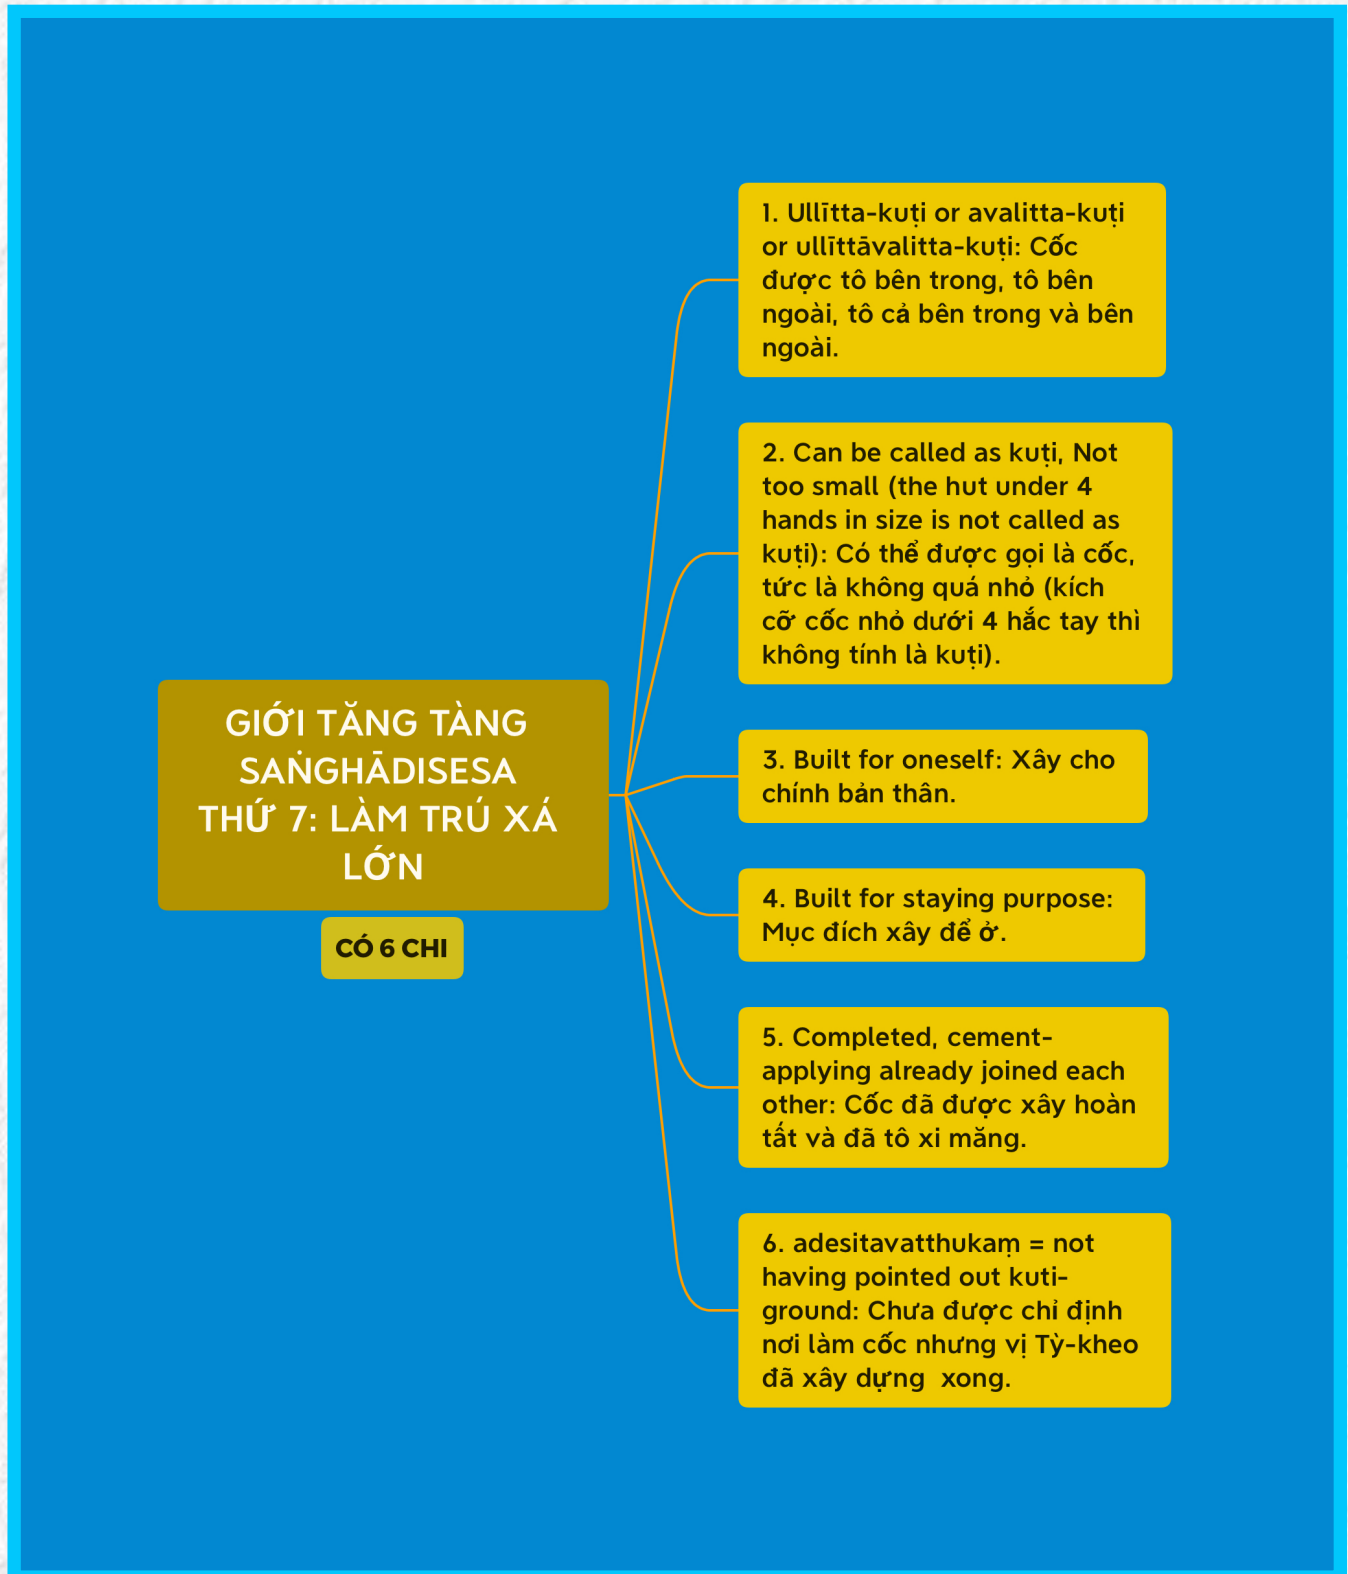 GIỚI TĂNG TÀNG
SAṄGHĀDISESA
THỨ 7: LÀM TRÚ XÁ
LỚN
CÓ 6 CHI
1. Ullītta-kuṭi or avalitta-kuṭi
or ullīttāvalitta-kuṭi: Cốc
được tô bên trong, tô bên
ngoài, tô cả bên trong và bên
ngoài.
2. Can be called as kuṭi, Not
too small (the hut under 4
hands in size is not called as
kuṭi): Có thể được gọi là cốc,
tức là không quá nhỏ (kích
cỡ cốc nhỏ dưới 4 hắc tay thì
không tính là kuṭi).
3. Built for oneself: Xây cho
chính bản thân.
4. Built for staying purpose:
Mục đích xây để ở.
5. Completed, cement-
applying already joined each
other: Cốc đã được xây hoàn
tất và đã tô xi măng.
6. adesitavatthukaṃ = not
having pointed out kuti-
ground: Chưa được chỉ định
nơi làm cốc nhưng vị Tỳ-kheo
đã xây dựng  xong.